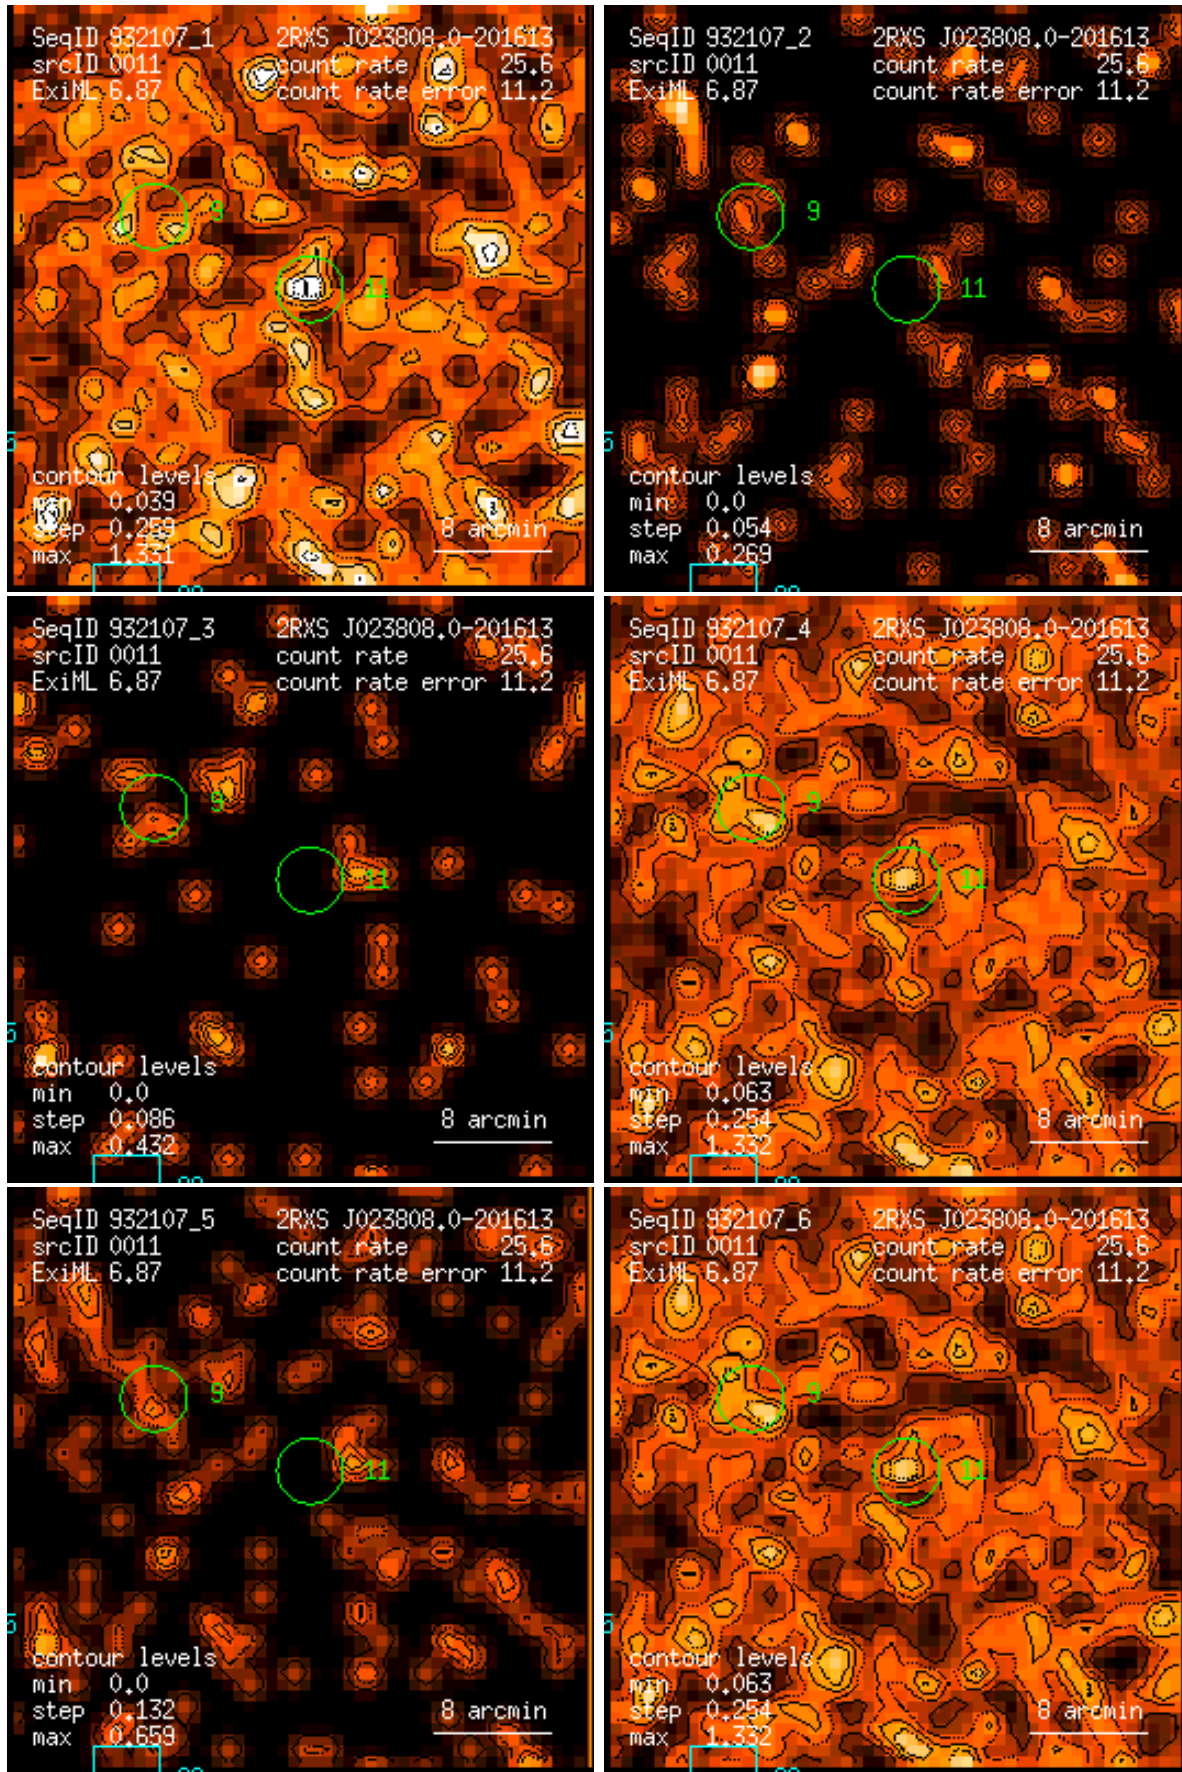 SeqID 932107_1 2RXS J023808.0-201613
srcID 0011 count rate 25.6
ExiML 6.87 count rate error 11.2
9
11
contour levels
min 0.039
step 0.259
max 1.331
8 arcmin
SeqID 932107_2 2RXS J023808.0-201613
srcID 0011 count rate 25.6
ExiML 6.87 count rate error 11.2
9
11
contour levels
min 0.0
step 0.054
max 0.269
8 arcmin
SeqID 932107_3 2RXS J023808.0-201613
srcID 0011 count rate 25.6
ExiML 6.87 count rate error 11.2
9
11
contour levels
min 0.0
step 0.086
max 0.432
8 arcmin
SeqID 932107_4 2RXS J023808.0-201613
srcID 0011 count rate 25.6
ExiML 6.87 count rate error 11.2
9
11
contour levels
min 0.063
step 0.254
max 1.332
8 arcmin
SeqID 932107_5 2RXS J023808.0-201613
srcID 0011 count rate 25.6
ExiML 6.87 count rate error 11.2
9
11
contour levels
min 0.0
step 0.132
max 0.659
8 arcmin
SeqID 932107_6 2RXS J023808.0-201613
srcID 0011 count rate 25.6
ExiML 6.87 count rate error 11.2
9
11
contour levels
min 0.063
step 0.254
max 1.332
8 arcmin